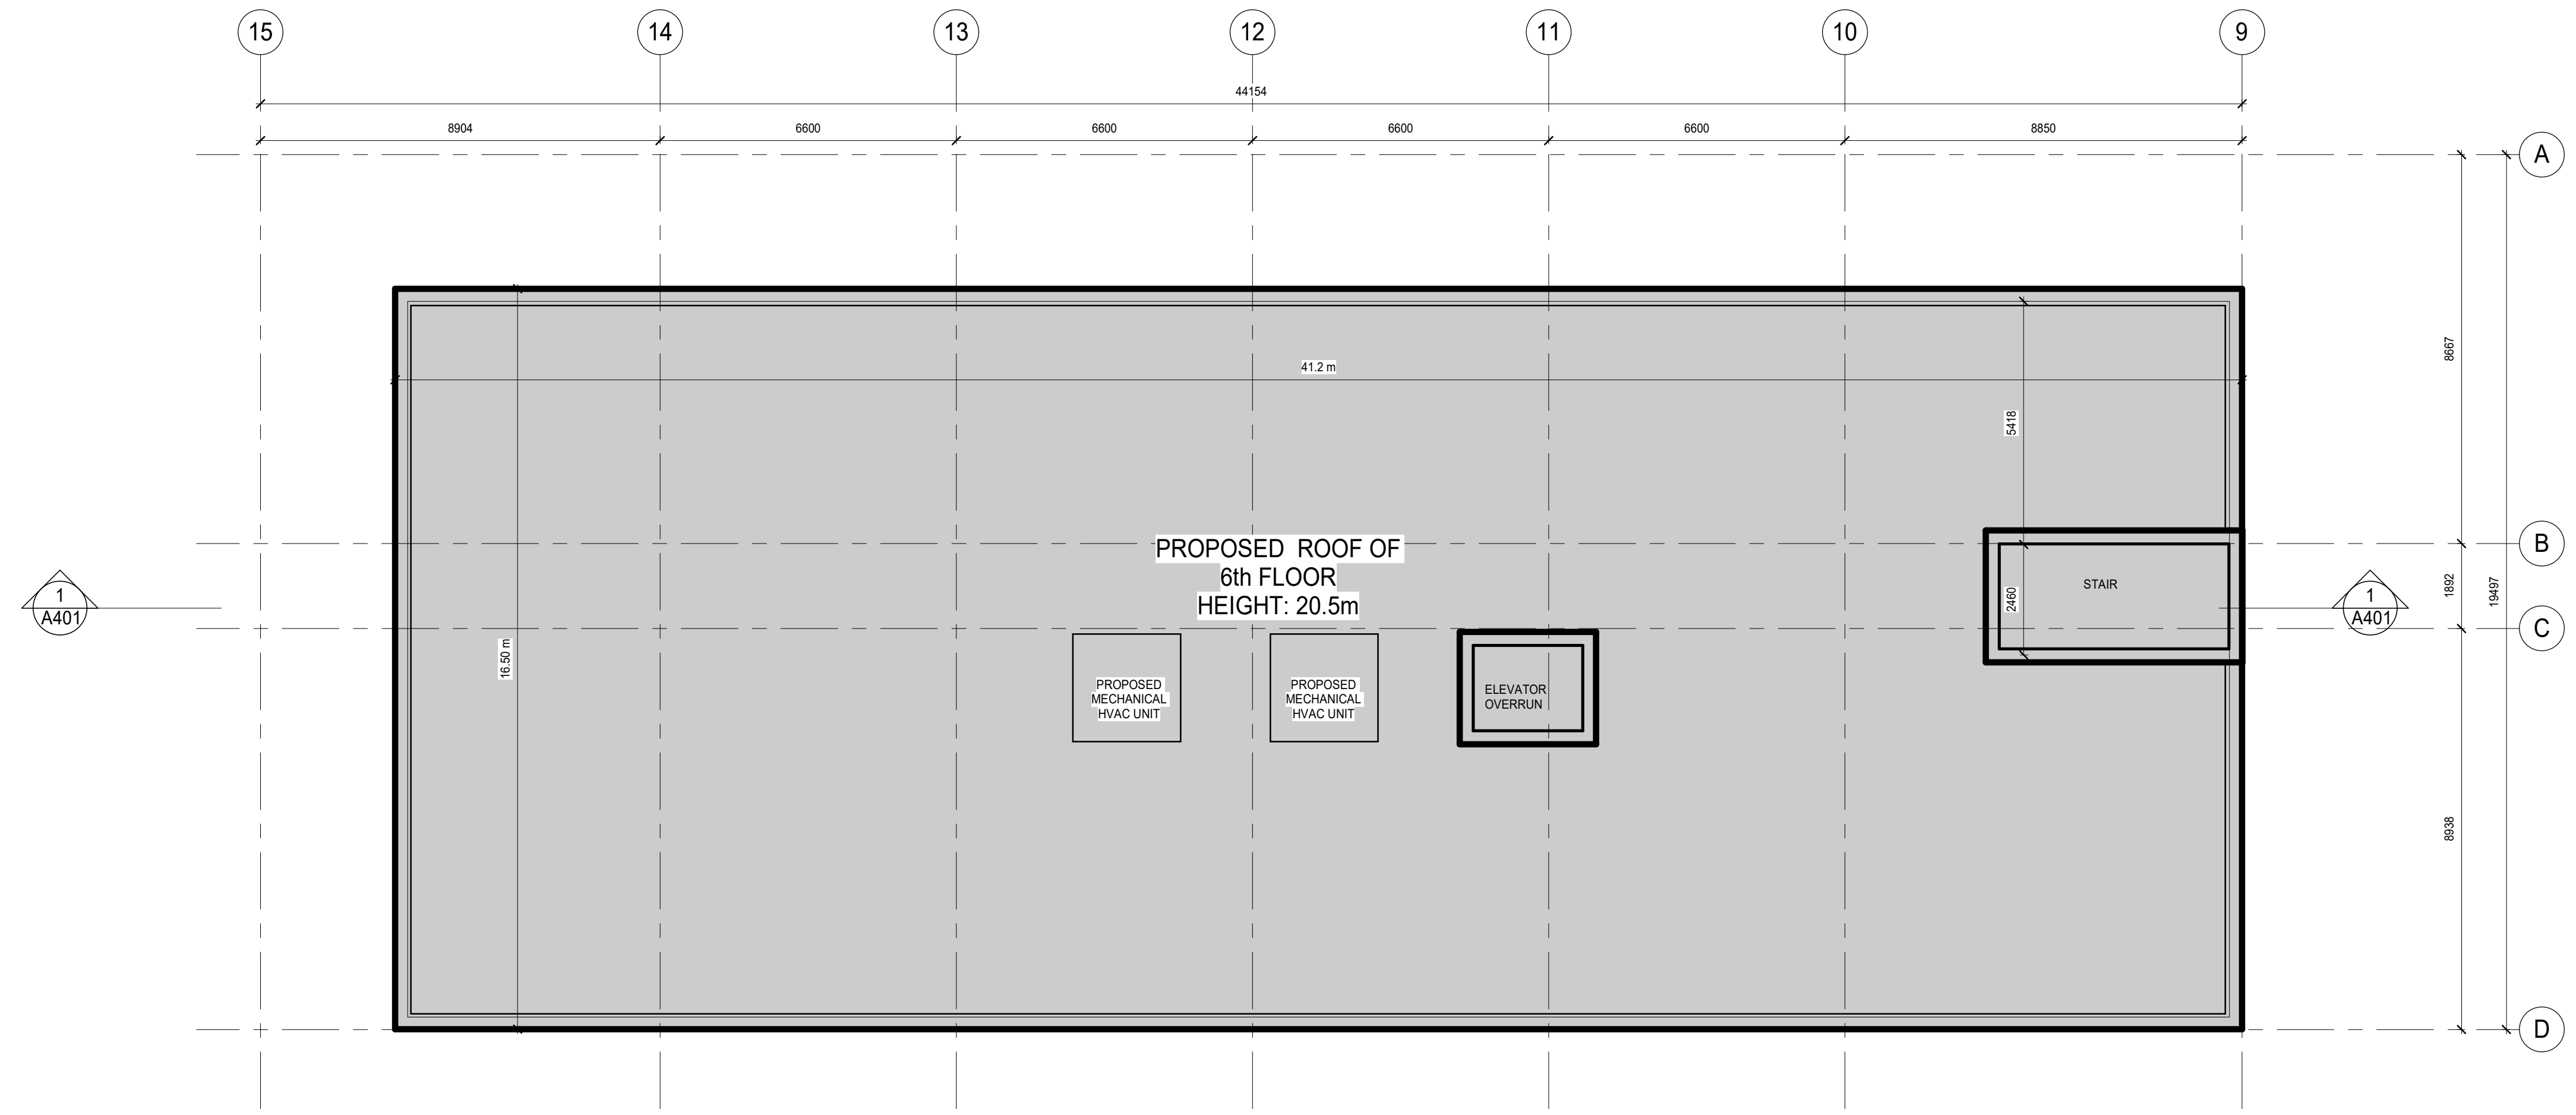 15
14
13
12
11
10
9
44154
8904
6600
6600
6600
6600
8850
A
8667
41.2 m
5418
PROPOSED ROOF OF
6th FLOOR
HEIGHT: 20.5m
B
STAIR
1
A401
2460
1892
19497
1
A401
C
16.50 m
PROPOSED
MECHANICAL
HVAC UNIT
PROPOSED
MECHANICAL
HVAC UNIT
ELEVATOR
OVERRUN
8938
D